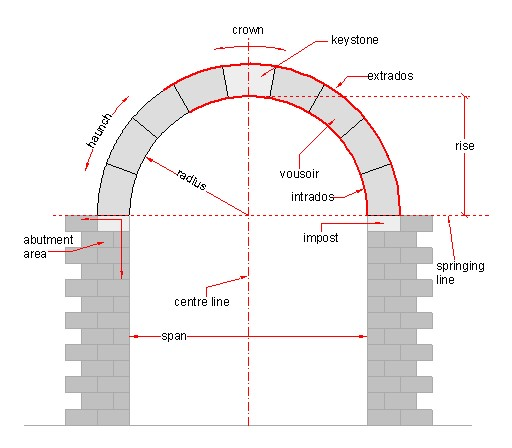 crown
keystone
extrados
haunch
rise
vousoir
radius
intrados
impost
abutment
area
springing
line
centre line
span